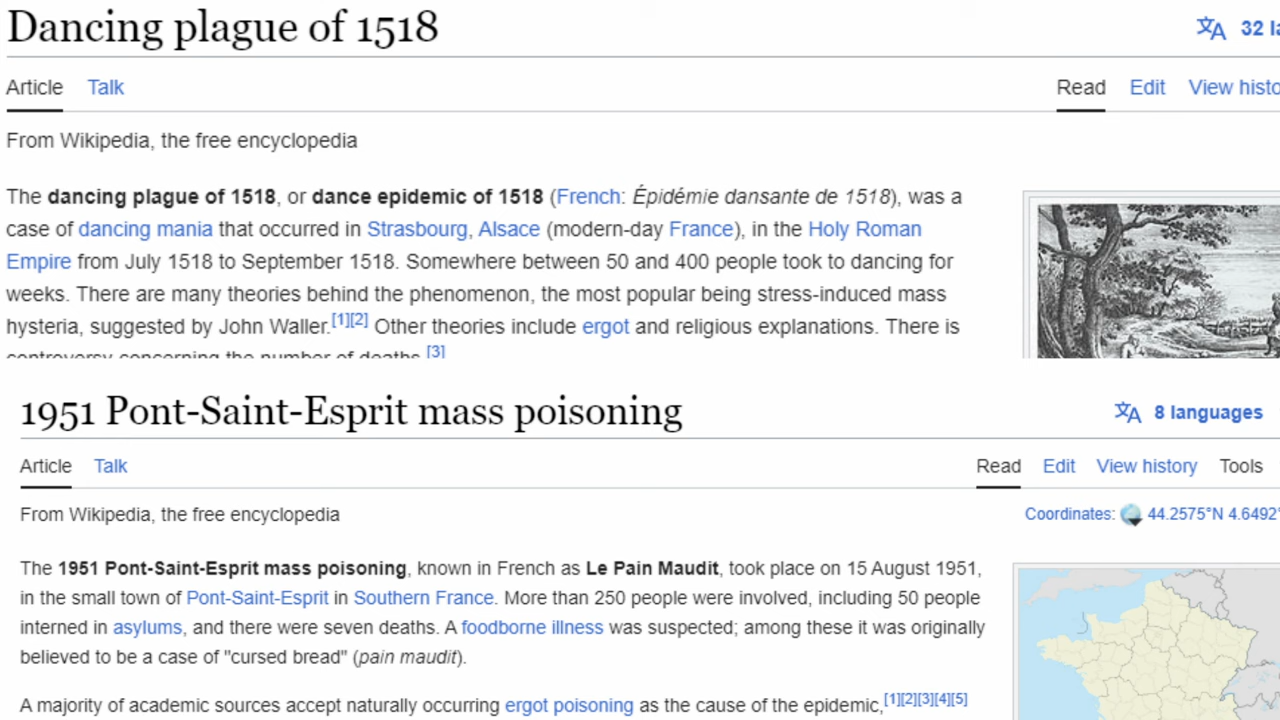 Dancing plague of 1518
32 la
Article Talk Read Edit View histo
From Wikipedia, the free encyclopedia
The dancing plague of 1518, or dance epidemic of 1518 (French: Épidémie dansante de 1518), was a
case of dancing mania that occurred in Strasbourg, Alsace (modern-day France), in the Holy Roman
Empire from July 1518 to September 1518. Somewhere between 50 and 400 people took to dancing for
weeks. There are many theories behind the phenomenon, the most popular being stress-induced mass
hysteria, suggested by John Waller.[1][2] Other theories include ergot and religious explanations. There is
controversy concerning the number of deaths.[3]
1951 Pont-Saint-Esprit mass poisoning
8 languages
Article Talk Read Edit View history Tools
From Wikipedia, the free encyclopedia
Coordinates: 44.2575°N 4.6492°
The 1951 Pont-Saint-Esprit mass poisoning, known in French as Le Pain Maudit, took place on 15 August 1951,
in the small town of Pont-Saint-Esprit in Southern France. More than 250 people were involved, including 50 people
interned in asylums, and there were seven deaths. A foodborne illness was suspected; among these it was originally
believed to be a case of "cursed bread" (pain maudit).
A majority of academic sources accept naturally occurring ergot poisoning as the cause of the epidemic,[1][2][3][4][5]